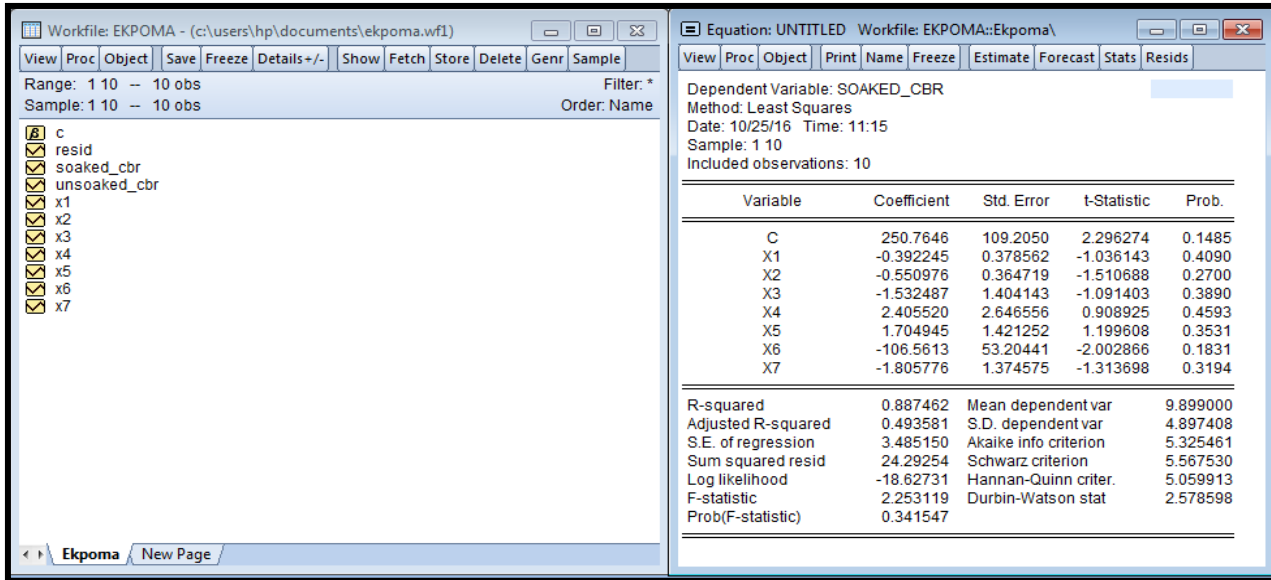 Workfile: EKPOMA - (c:\users\hp\documents\ekpoma.wf1)
View Proc Object Save Freeze Details+/- Show Fetch Store Delete Genr Sample
Range: 1 10 -- 10 obs Filter: *
Sample: 1 10 -- 10 obs Order: Name
β c
resid
soaked_cbr
unsoaked_cbr
x1
x2
x3
x4
x5
x6
x7
Ekpoma New Page
Equation: UNTITLED Workfile: EKPOMA::Ekpoma\
View Proc Object Print Name Freeze Estimate Forecast Stats Resids
Dependent Variable: SOAKED_CBR
Method: Least Squares
Date: 10/25/16 Time: 11:15
Sample: 1 10
Included observations: 10
Variable Coefficient Std. Error t-Statistic Prob.
C 250.7646 109.2050 2.296274 0.1485
X1 -0.392245 0.378562 -1.036143 0.4090
X2 -0.550976 0.364719 -1.510688 0.2700
X3 -1.532487 1.404143 -1.091403 0.3890
X4 2.405520 2.646556 0.908925 0.4593
X5 1.704945 1.421252 1.199608 0.3531
X6 -106.5613 53.20441 -2.002866 0.1831
X7 -1.805776 1.374575 -1.313698 0.3194
R-squared 0.887462 Mean dependent var 9.899000
Adjusted R-squared 0.493581 S.D. dependent var 4.897408
S.E. of regression 3.485150 Akaike info criterion 5.325461
Sum squared resid 24.29254 Schwarz criterion 5.567530
Log likelihood -18.62731 Hannan-Quinn criter. 5.059913
F-statistic 2.253119 Durbin-Watson stat 2.578598
Prob(F-statistic) 0.341547